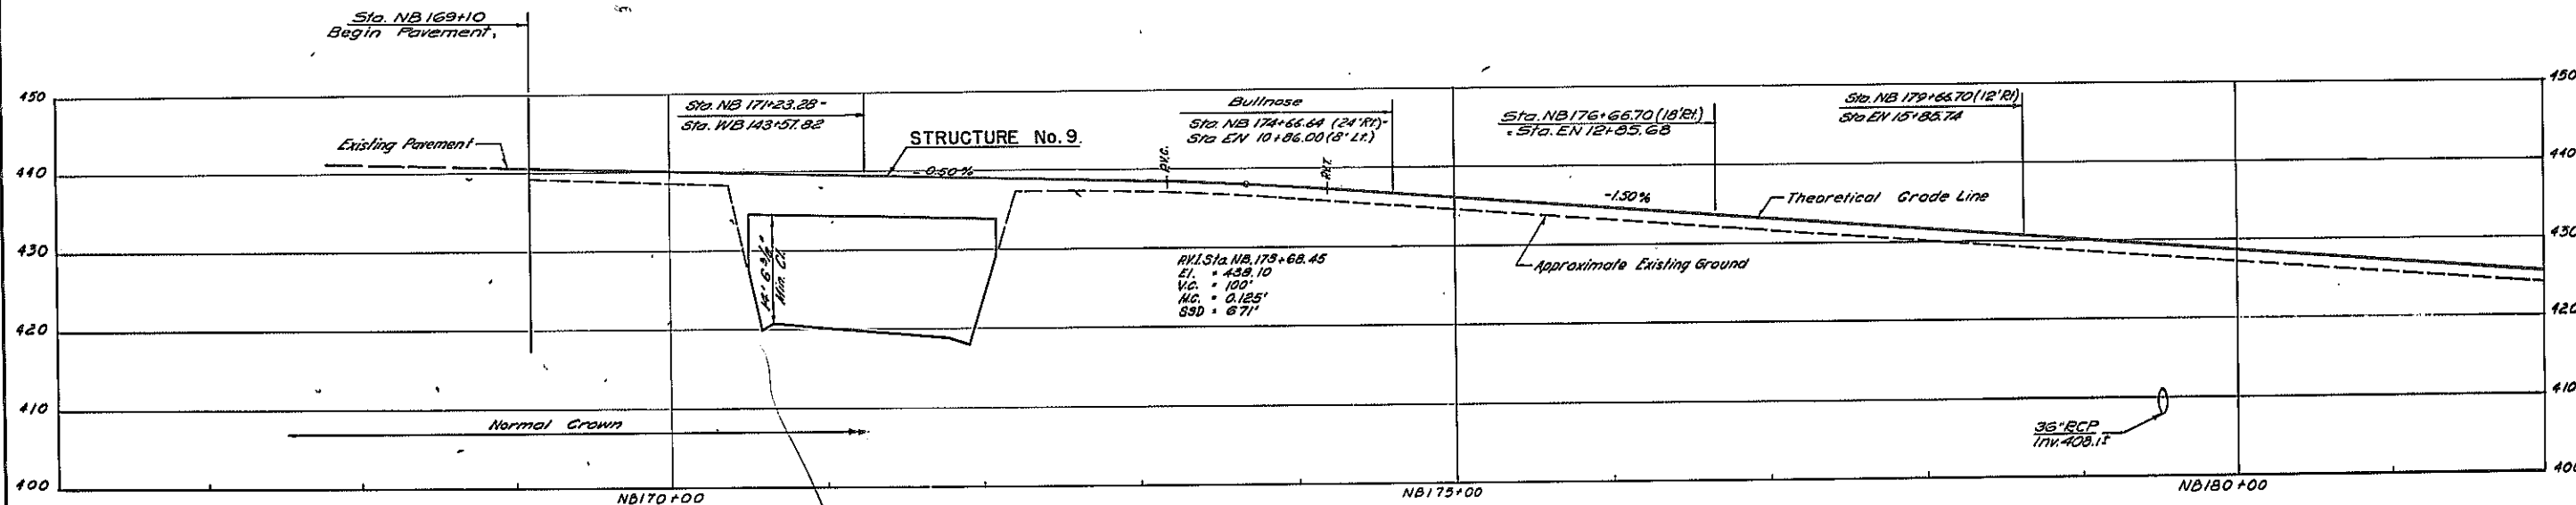 Sta. NB 169+10
Begin Pavement,
450
450
Sta. NB 171+23.28 -
Sta. WB 143+57.82
Bullnose
Sta. NB 174+66.64 (24'Rt)-
Sta EN 10+86.00 (8' Lt.)
Sta. NB 176+66.70 (18'Rt.)
= Sta. EN 12+85.68
Sta. NB 179+66.70 (12'Rt)
Sta EN 15+85.74
Existing Pavement
STRUCTURE No. 9.
440
-0.50%
P.V.C.
P.V.T.
440
-1.50%
Theoretical Grade Line
430
430
14' 6 3/16"
Min. Cl.
P.V.I. Sta. NB, 173+68.45
El. = 438.10
V.C. = 100'
M.C. = 0.125'
SSD = 671'
Approximate Existing Ground
420
420
410
410
Normal Crown
36" RCP
Inv. 408.1±
400
400
NB170+00
NB175+00
NB180+00